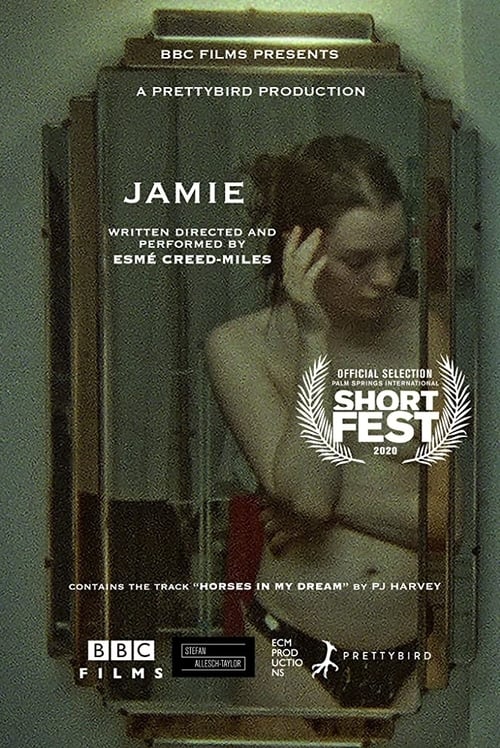 BBC FILMS PRESENTS
A PRETTYBIRD PRODUCTION
JAMIE
WRITTEN DIRECTED AND
PERFORMED BY
ESMÉ CREED-MILES
OFFICIAL SELECTION
PALM SPRINGS INTERNATIONAL
SHORT
FEST
2020
CONTAINS THE TRACK "HORSES IN MY DREAM" BY PJ HARVEY
BBC
FILMS
STEFAN
ALLESCH-TAYLOR
ECM
PROD
UCTIO
NS
PRETTYBIRD